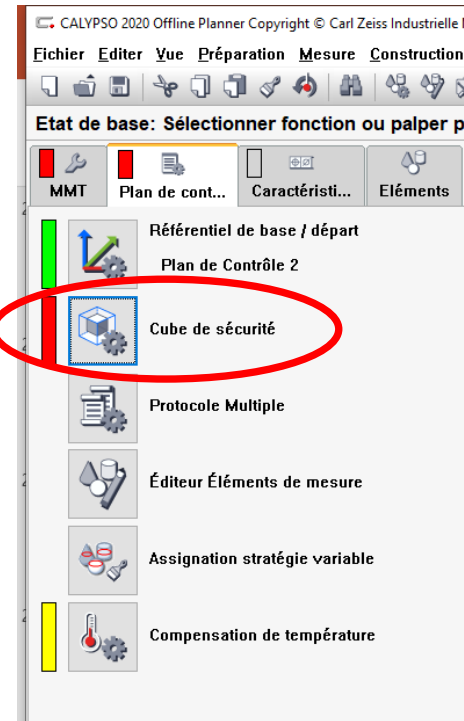 CALYPSO 2020 Offline Planner Copyright © Carl Zeiss Industrielle
Fichier Editer Vue Préparation Mesure Construction
Etat de base: Sélectionner fonction ou palper p
MMT Plan de cont... Caractéristi... Eléments
Référentiel de base / départ
Plan de Contrôle 2
Cube de sécurité
Protocole Multiple
Éditeur Éléments de mesure
Assignation stratégie variable
Compensation de température